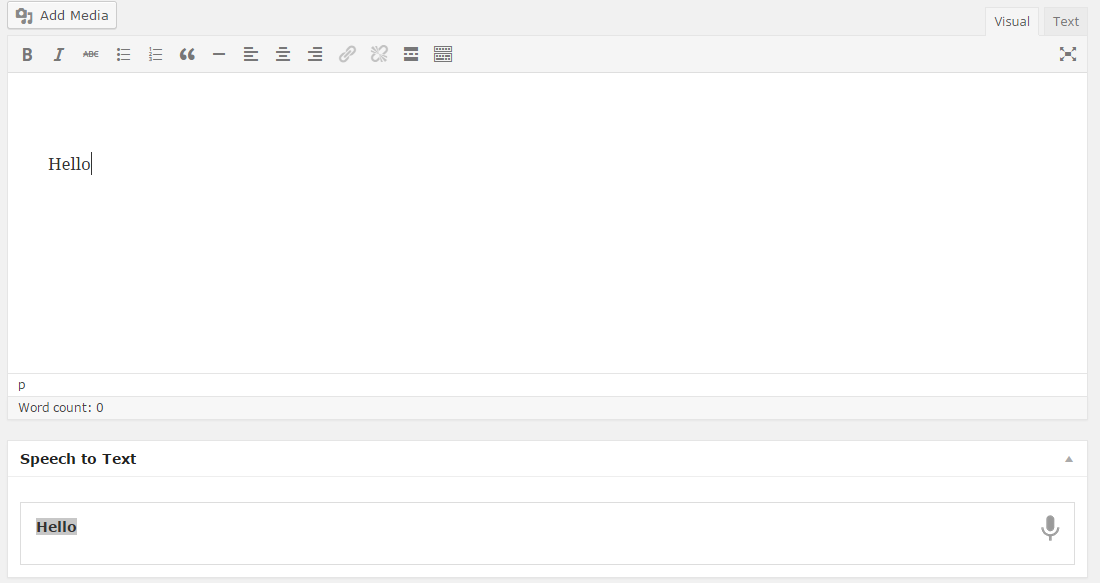 Add Media
Visual Text
B I ABC
Hello
p
Word count: 0
Speech to Text
Hello